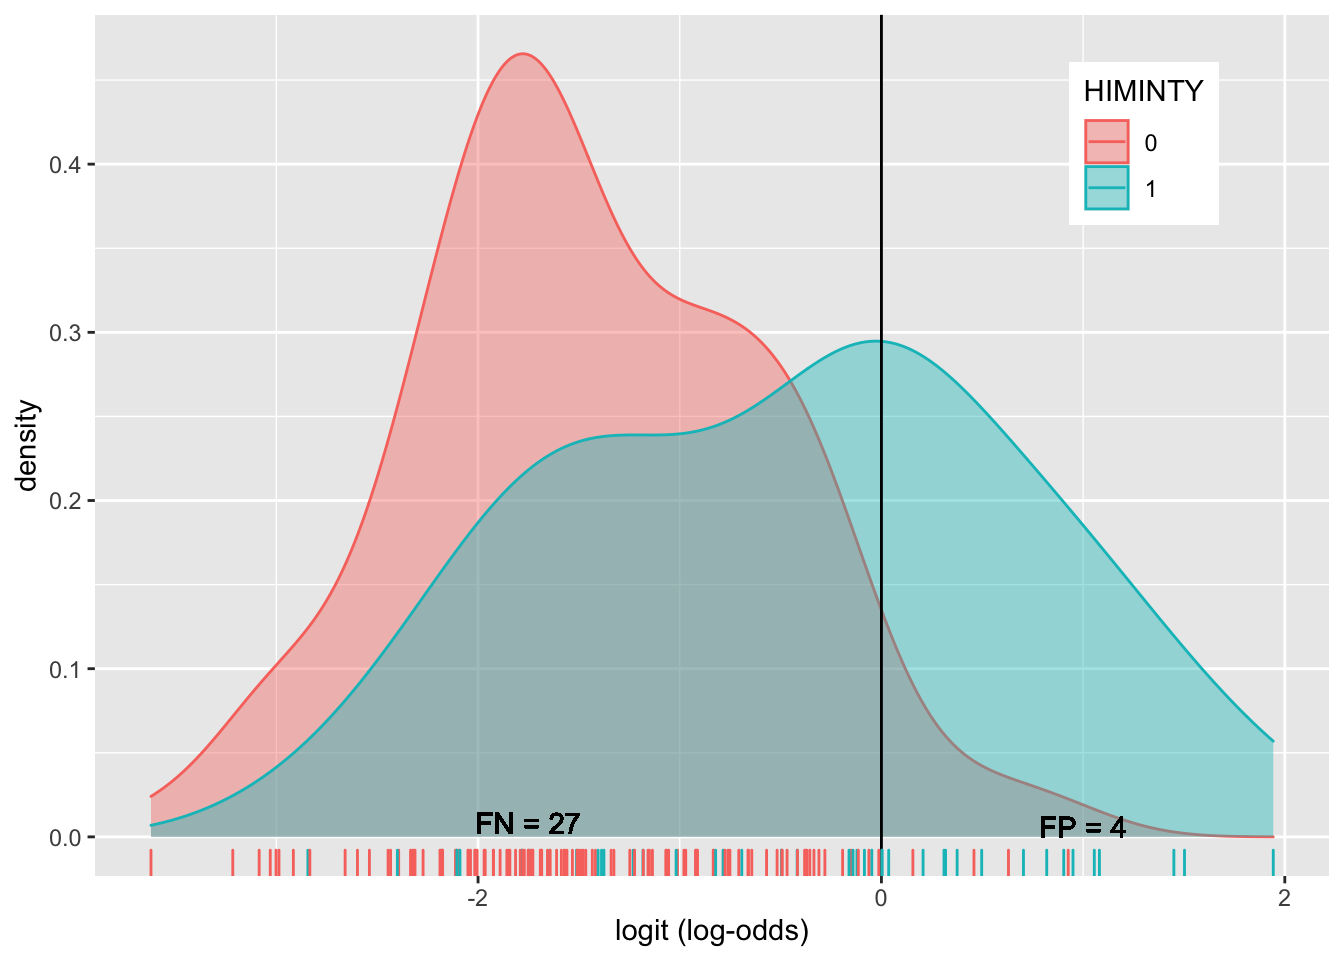 HIMINTY
0
1
0.4
0.3
0.2
0.1
0.0
density
FN = 27
FP = 4
-2
0
2
logit (log-odds)